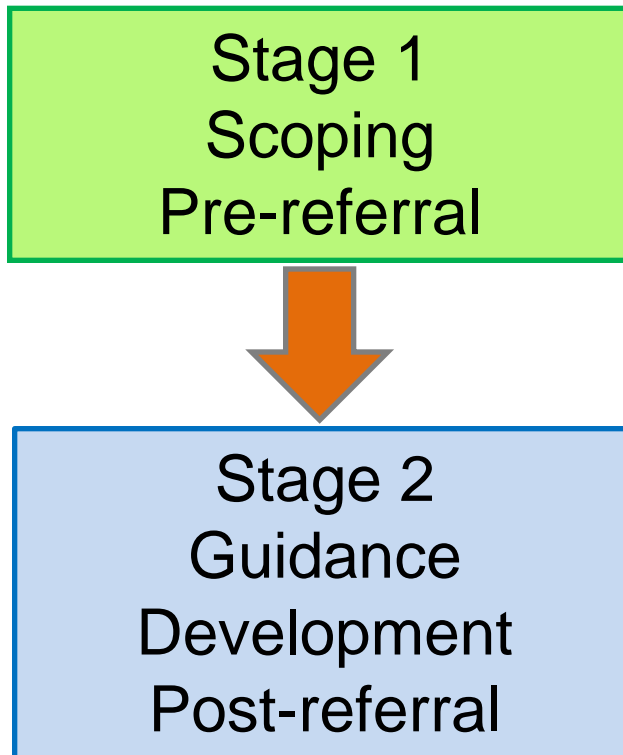 Stage 1
Scoping
Pre-referral
Stage 2
Guidance
Development
Post-referral